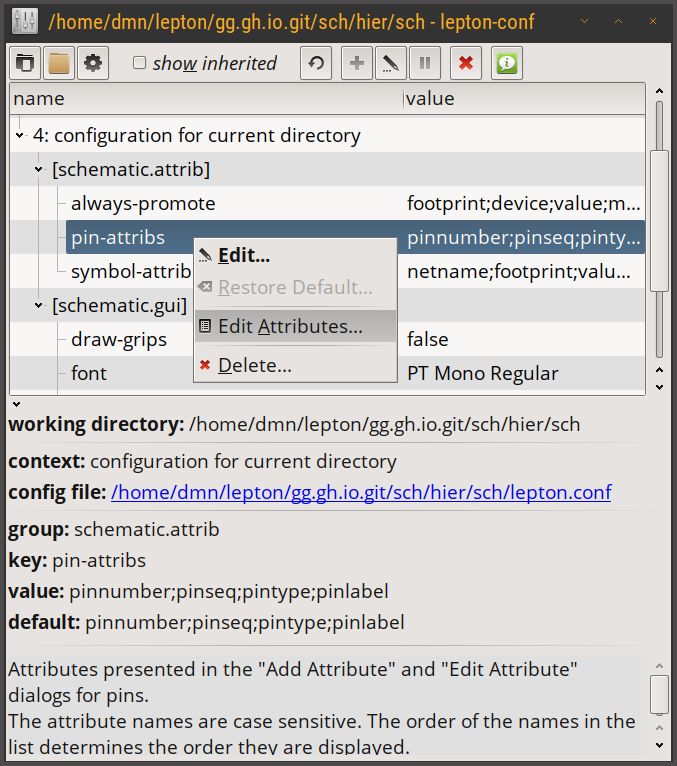 /home/dmn/lepton/gg.gh.io.git/sch/hier/sch - lepton-conf
show inherited
name value
4: configuration for current directory
[schematic.attrib]
always-promote footprint;device;value;m...
pin-attribs pinnumber;pinseq;pinty...
symbol-attrib netname;footprint;valu...
[schematic.gui]
draw-grips false
font PT Mono Regular
Edit...
Restore Default...
Edit Attributes...
Delete...
working directory: /home/dmn/lepton/gg.gh.io.git/sch/hier/sch
context: configuration for current directory
config file: /home/dmn/lepton/gg.gh.io.git/sch/hier/sch/lepton.conf
group: schematic.attrib
key: pin-attribs
value: pinnumber;pinseq;pintype;pinlabel
default: pinnumber;pinseq;pintype;pinlabel
Attributes presented in the "Add Attribute" and "Edit Attribute"
dialogs for pins.
The attribute names are case sensitive. The order of the names in the
list determines the order they are displayed.